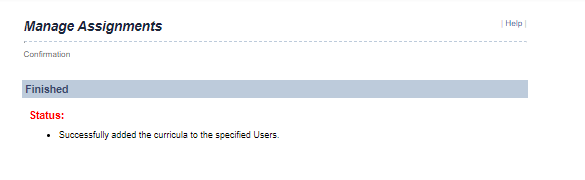 Manage Assignments
| Help |
Confirmation
Finished
Status:
• Successfully added the curricula to the specified Users.